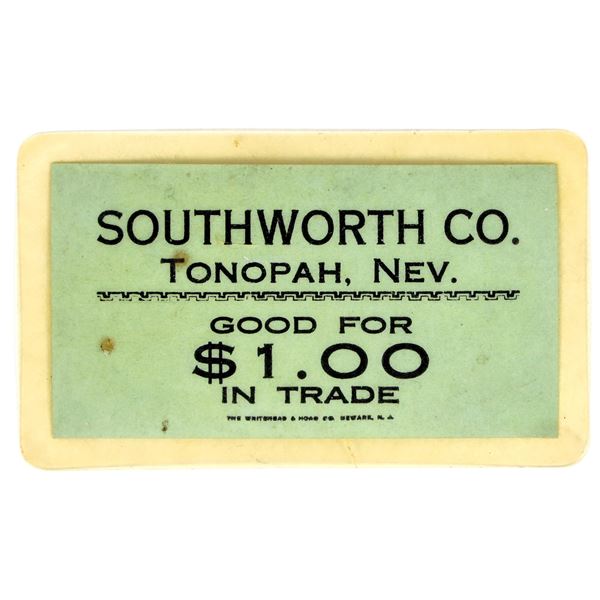 SOUTHWORTH CO.
TONOPAH, NEV.
GOOD FOR
$1.00
IN TRADE
THE WHITEHEAD & HOAG CO. NEWARK, N. J.